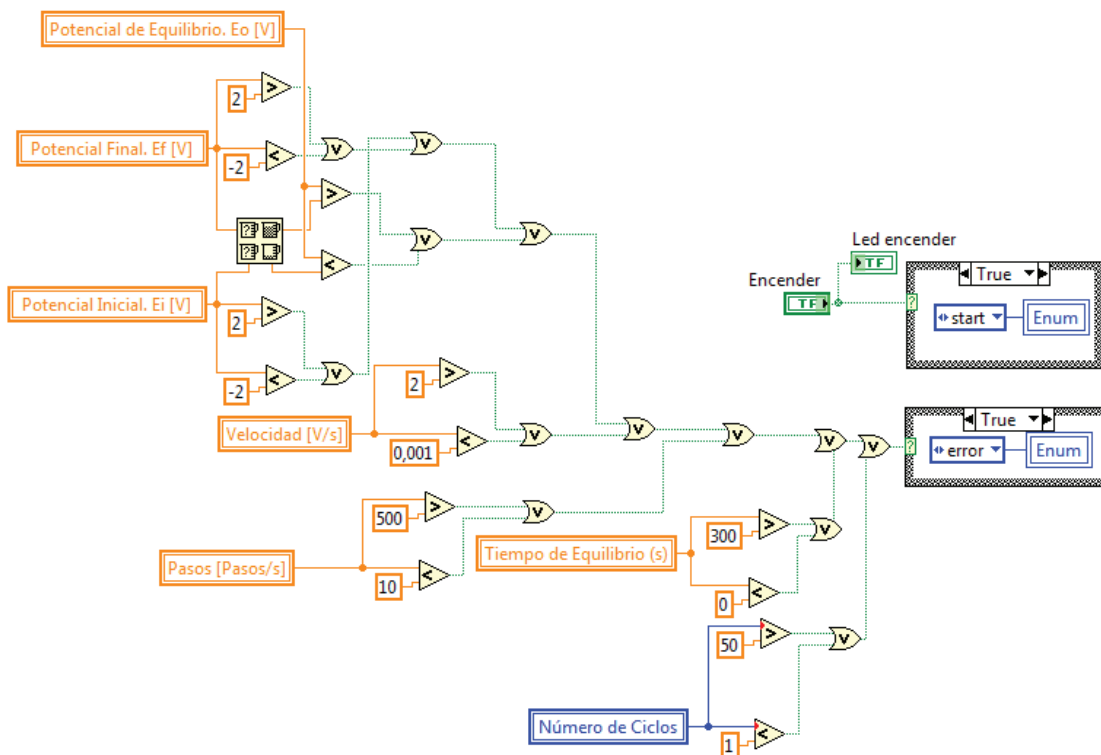 Potencial de Equilibrio. Eo [V]
>
2
Potencial Final. Ef [V]
<
-2
V
V
>
?
?
V
V
<
Potencial Inicial. Ei [V]
>
2
<
-2
V
Led encender
TF
Encender
TF
True
?
start
Enum
Velocidad [V/s]
>
2
<
0,001
V
V
V
V
V
True
?
error
Enum
Pasos [Pasos/s]
>
500
<
10
V
Tiempo de Equilibrio (s)
>
300
<
0
V
>
50
V
Número de Ciclos
<
1